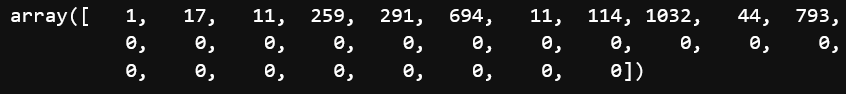 array([   1,   17,   11,  259,  291,  694,   11,  114, 1032,   44,  793,
          0,    0,    0,    0,    0,    0,    0,    0,    0,    0,    0,
          0,    0,    0,    0,    0,    0,    0,    0])